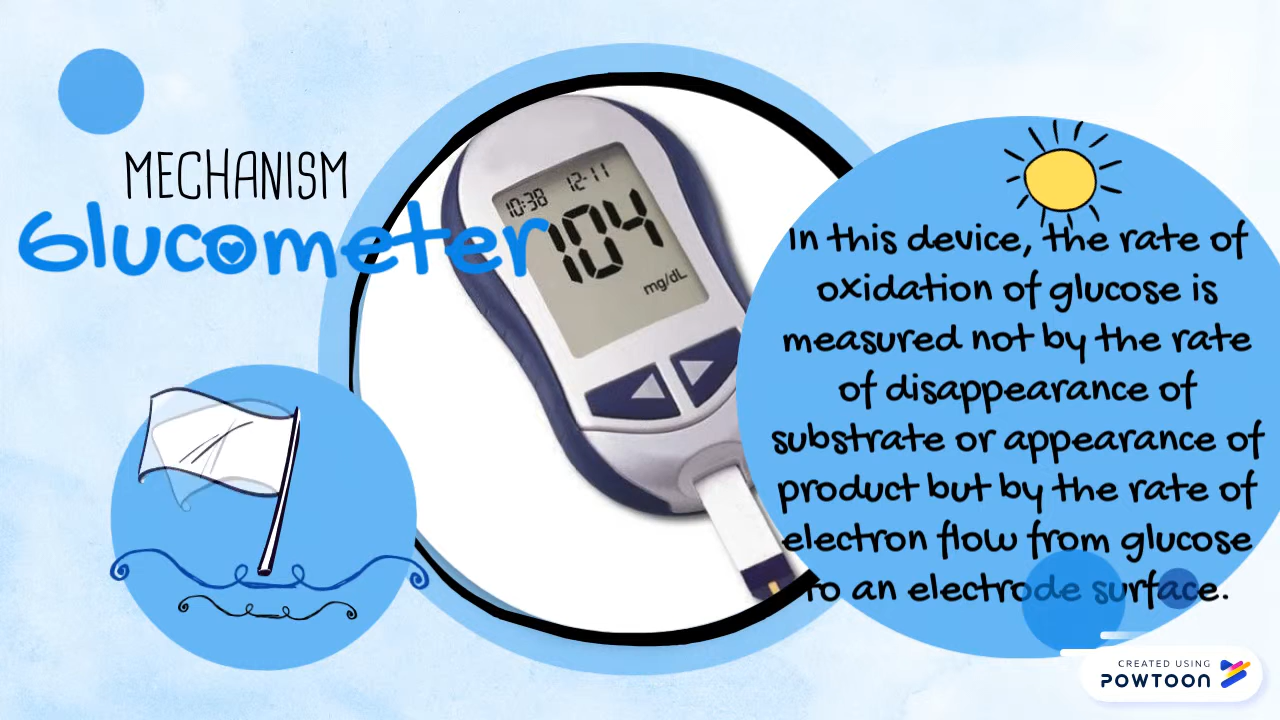 MECHANISM
Glucometer
10:38 12-11
104
mg/dL
In this device, the rate of
oxidation of glucose is
measured not by the rate
of disappearance of
substrate or appearance of
product but by the rate of
electron flow from glucose
to an electrode surface.
CREATED USING
POWTOON